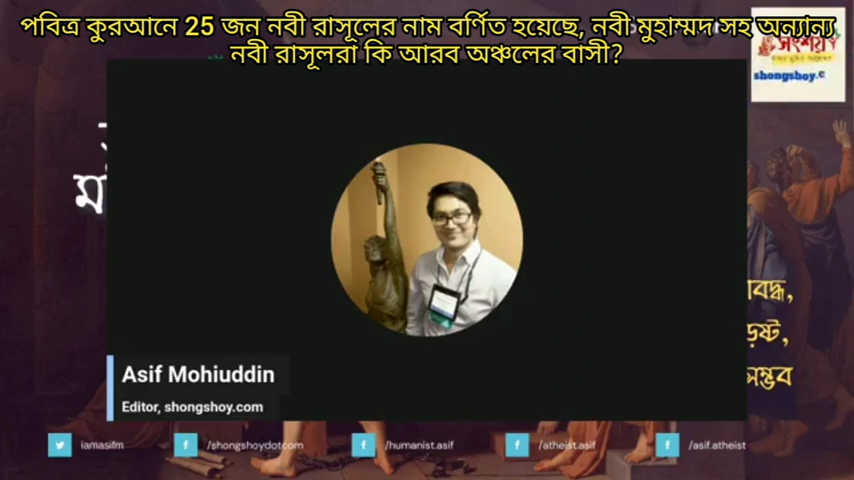 পবিত্র কুরআনে 25 জন নবী রাসূলের নাম বর্ণিত হয়েছে, নবী মুহাম্মদ সহ অন্যান্য
নবী রাসূলরা কি আরব অঞ্চলের বাসী?
সংশয়
shongshoy.c
Asif Mohiuddin
Editor, shongshoy.com
iamasifm
/shongshoydotcom
/humanist.asif
/atheist.asif
/asif.atheist